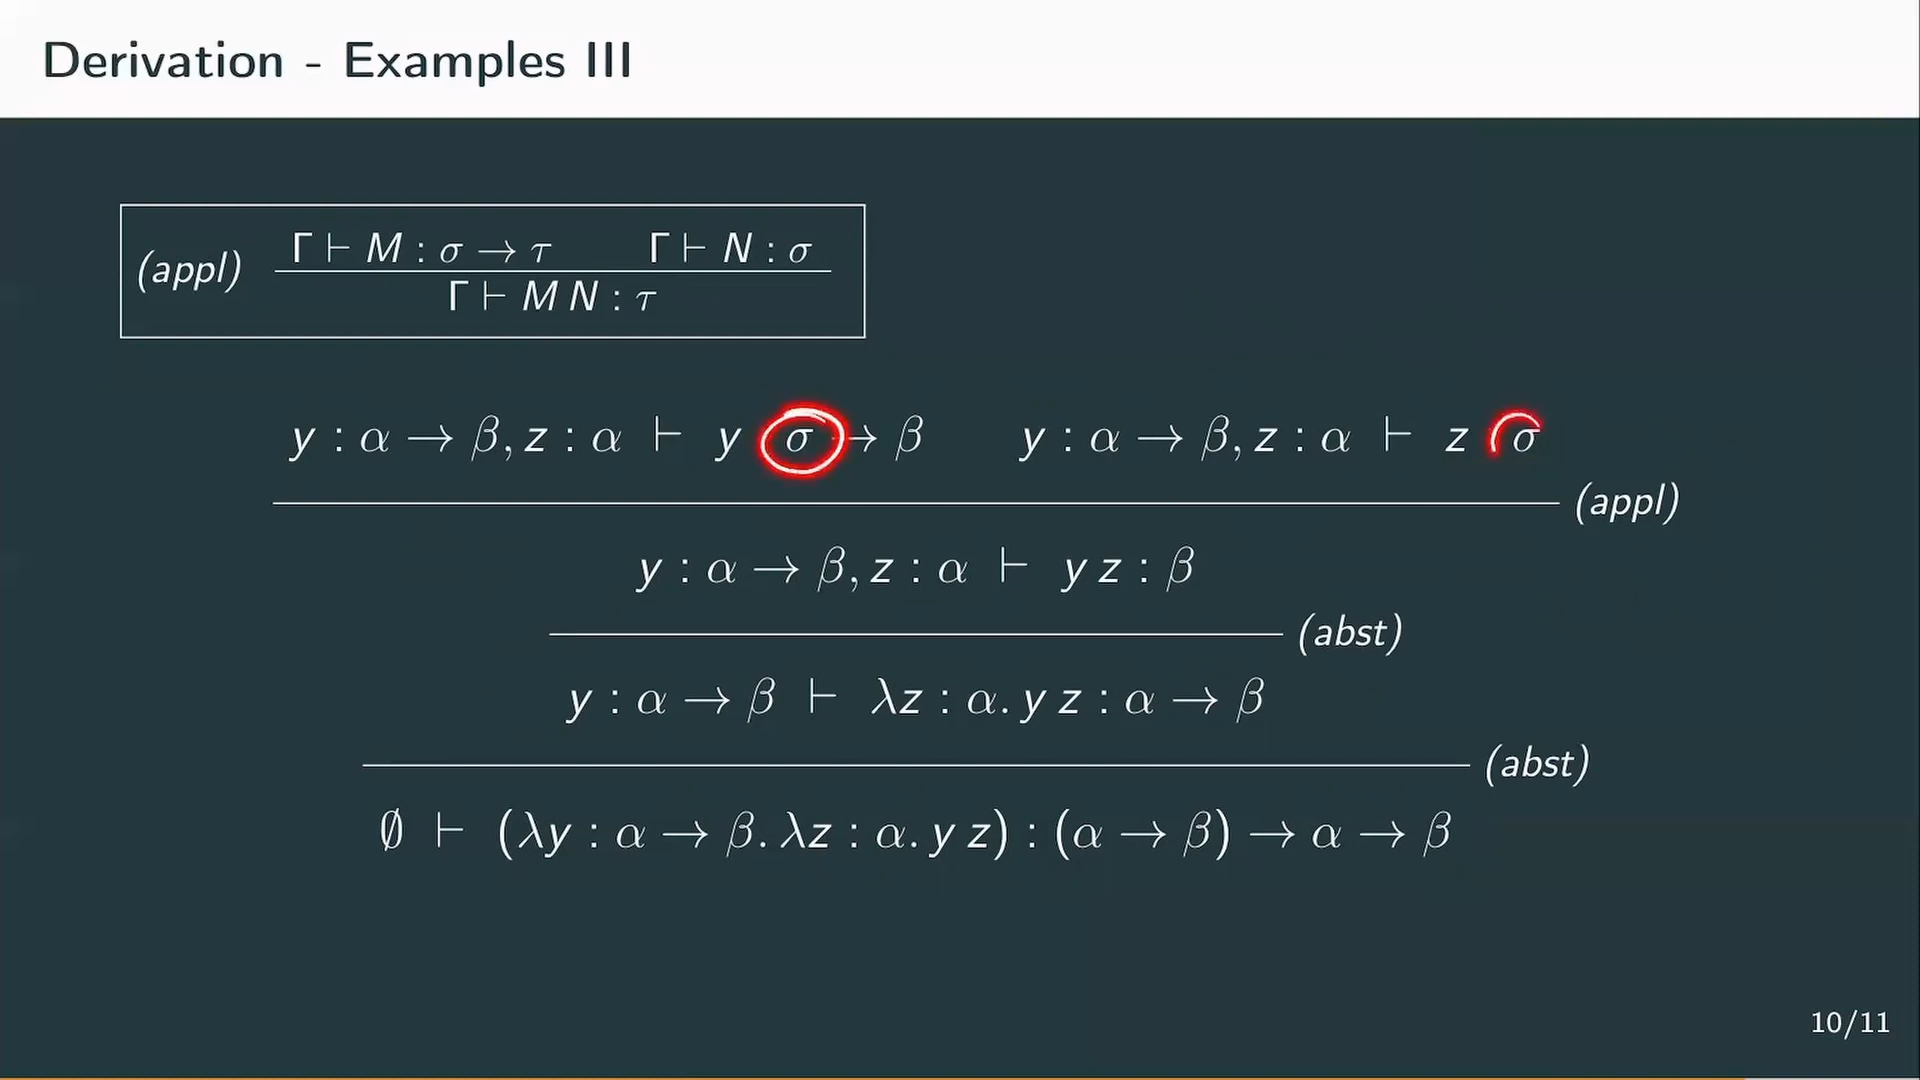 Derivation - Examples III
(appl) Γ ⊢ M : σ → τ Γ ⊢ N : σ
Γ ⊢ M N : τ
y : α → β, z : α ⊢ y σ → β y : α → β, z : α ⊢ z σ
(appl)
y : α → β, z : α ⊢ y z : β
(abst)
y : α → β ⊢ λz : α. y z : α → β
(abst)
∅ ⊢ (λy : α → β. λz : α. y z) : (α → β) → α → β
10/11